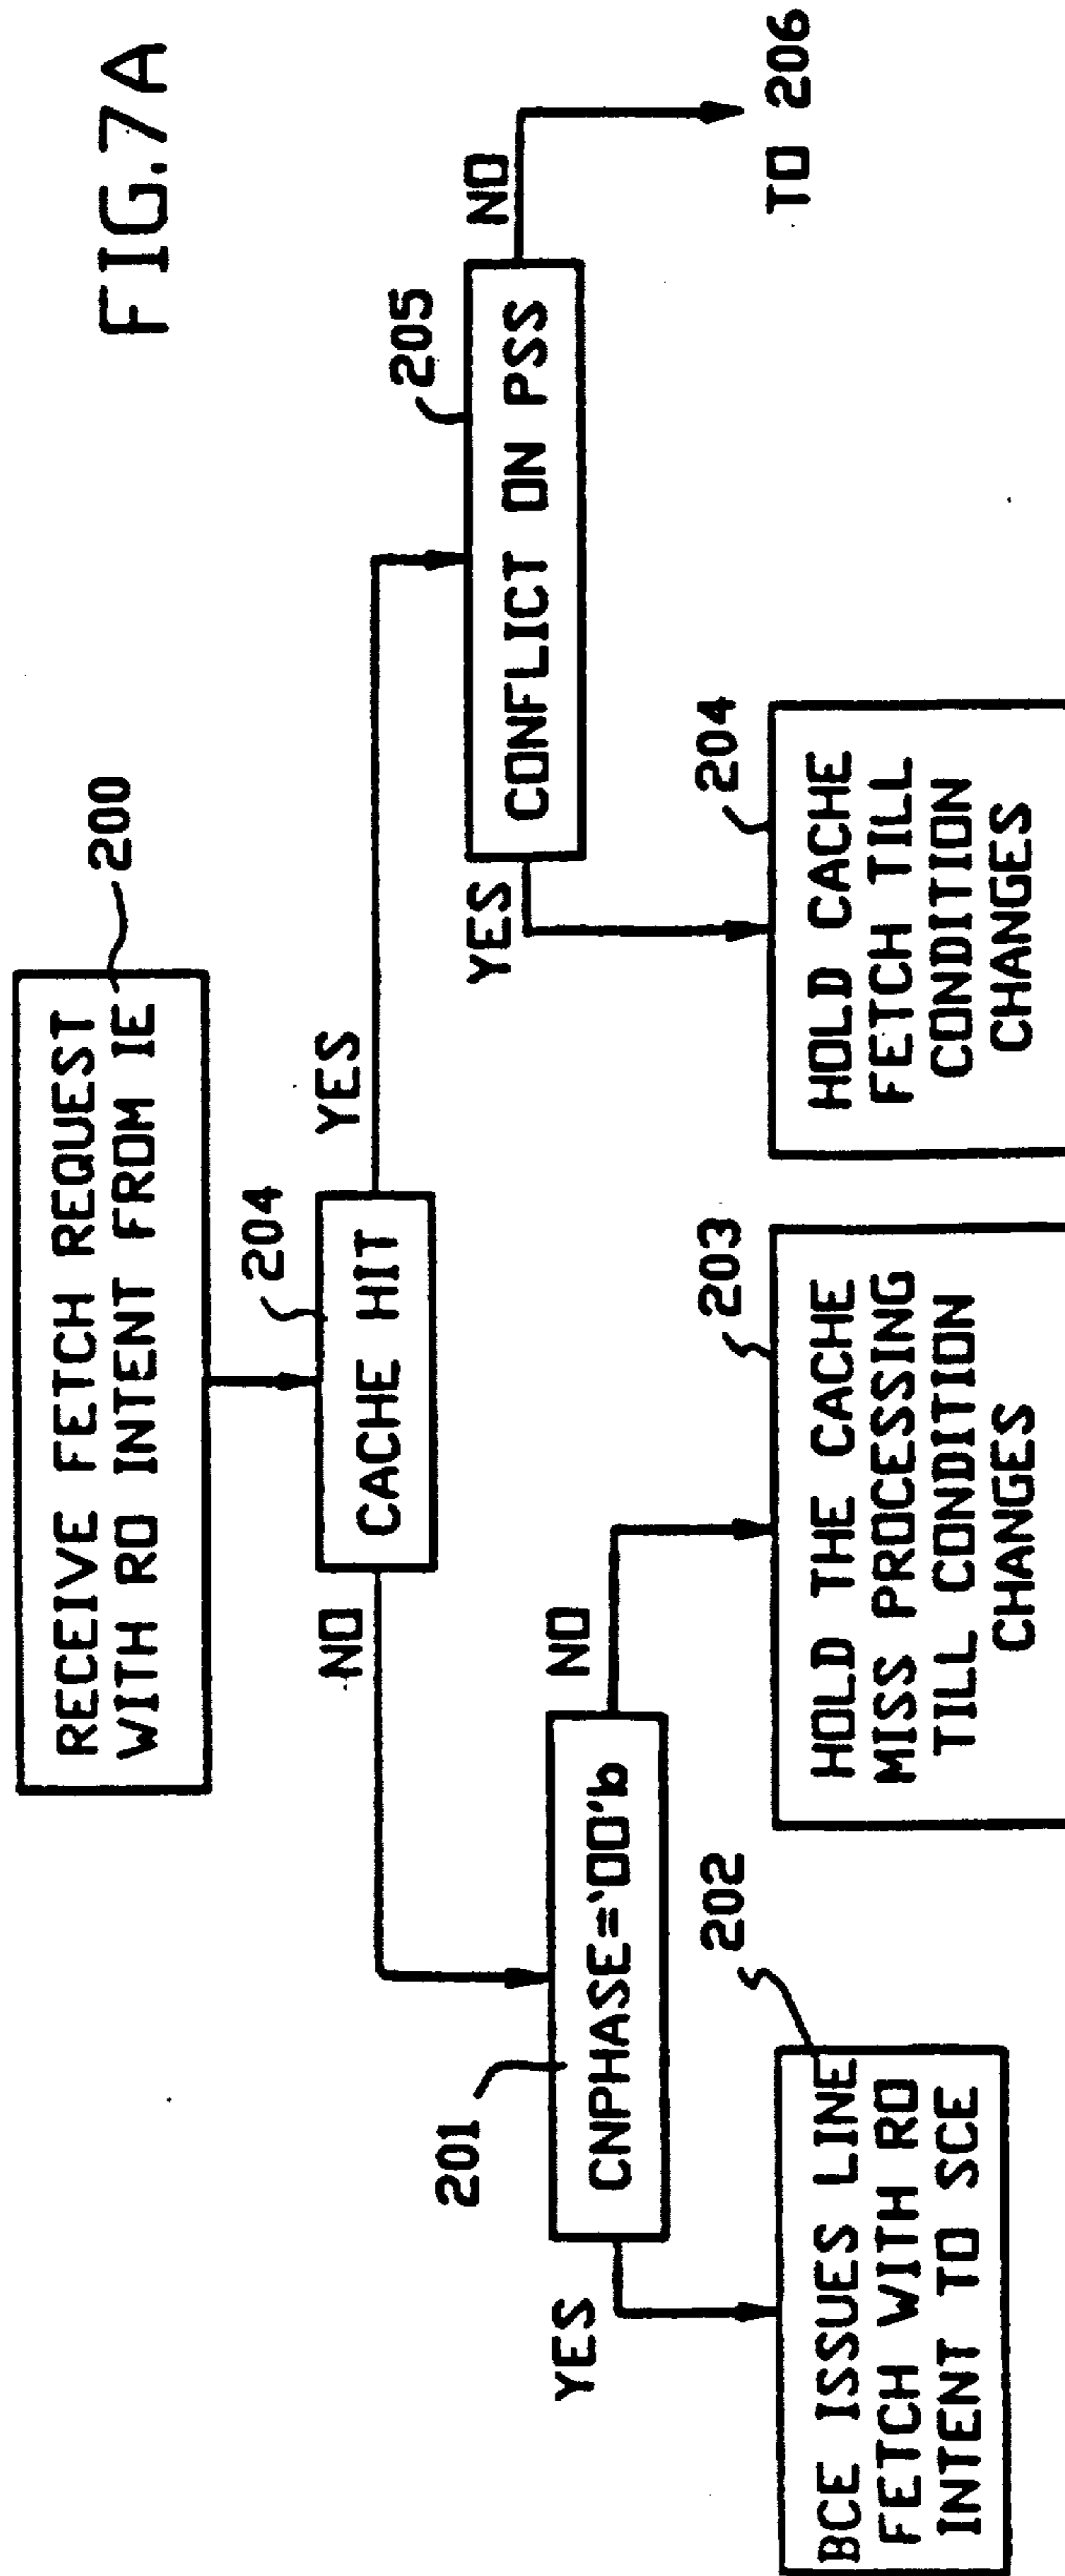 FIG.7A
RECEIVE FETCH REQUEST
WITH RO INTENT FROM IE
200
204
CACHE HIT
NO
YES
201
CNPHASE='00'b
205
CONFLICT ON PSS
YES
NO
YES
NO
202
BCE ISSUES LINE
FETCH WITH RO
INTENT TO SCE
203
HOLD THE CACHE
MISS PROCESSING
TILL CONDITION
CHANGES
204
HOLD CACHE
FETCH TILL
CONDITION
CHANGES
TO 206